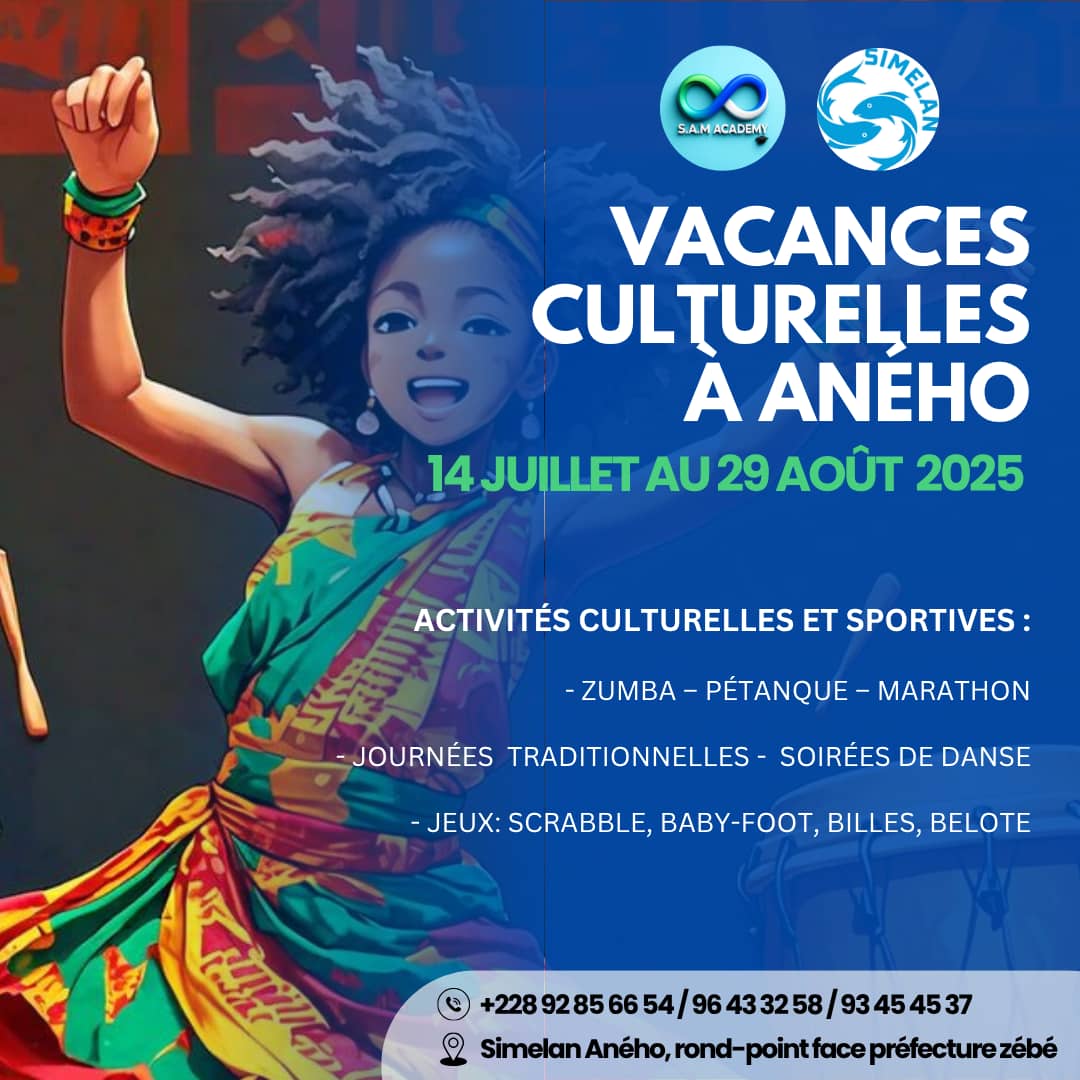 S.A.M ACADEMY
SIMELAN
VACANCES
CULTURELLES
À ANÉHO
14 JUILLET AU 29 AOÛT 2025
ACTIVITÉS CULTURELLES ET SPORTIVES :
- ZUMBA – PÉTANQUE – MARATHON
- JOURNÉES TRADITIONNELLES - SOIRÉES DE DANSE
- JEUX: SCRABBLE, BABY-FOOT, BILLES, BELOTE
+228 92 85 66 54 / 96 43 32 58 / 93 45 45 37
Simelan Aného, rond-point face préfecture zébé